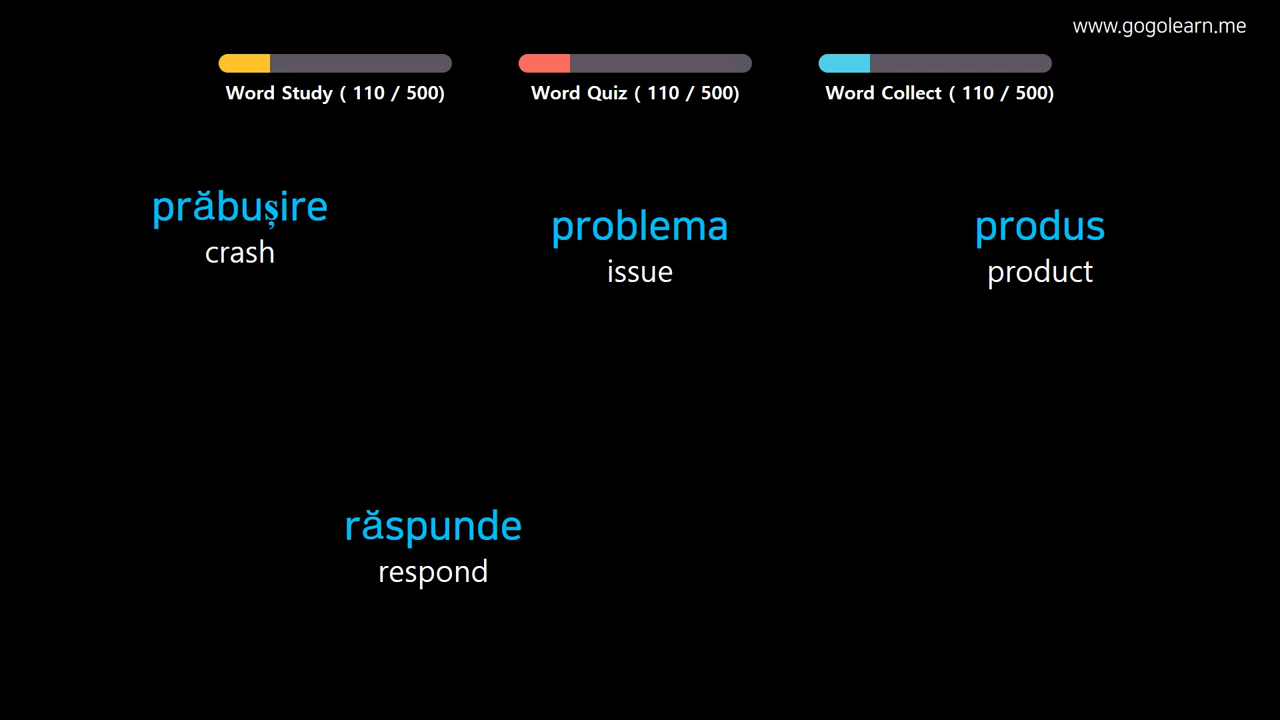 www.gogolearn.me
Word Study ( 110 / 500)
Word Quiz ( 110 / 500)
Word Collect ( 110 / 500)
prăbușire
crash
problema
issue
produs
product
răspunde
respond